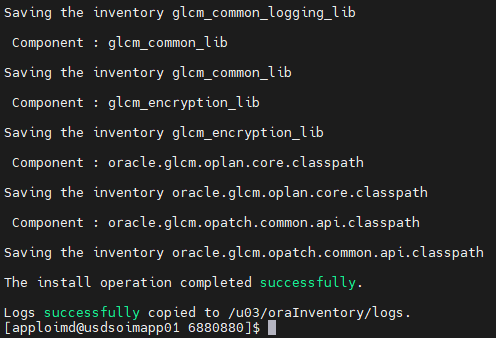 Saving the inventory glcm_common_logging_lib
Component : glcm_common_lib
Saving the inventory glcm_common_lib
Component : glcm_encryption_lib
Saving the inventory glcm_encryption_lib
Component : oracle.glcm.oplan.core.classpath
Saving the inventory oracle.glcm.oplan.core.classpath
Component : oracle.glcm.opatch.common.api.classpath
Saving the inventory oracle.glcm.opatch.common.api.classpath
The install operation completed successfully.
Logs successfully copied to /u03/oraInventory/logs.
[apploimd@usdsoimapp01 6880880]$